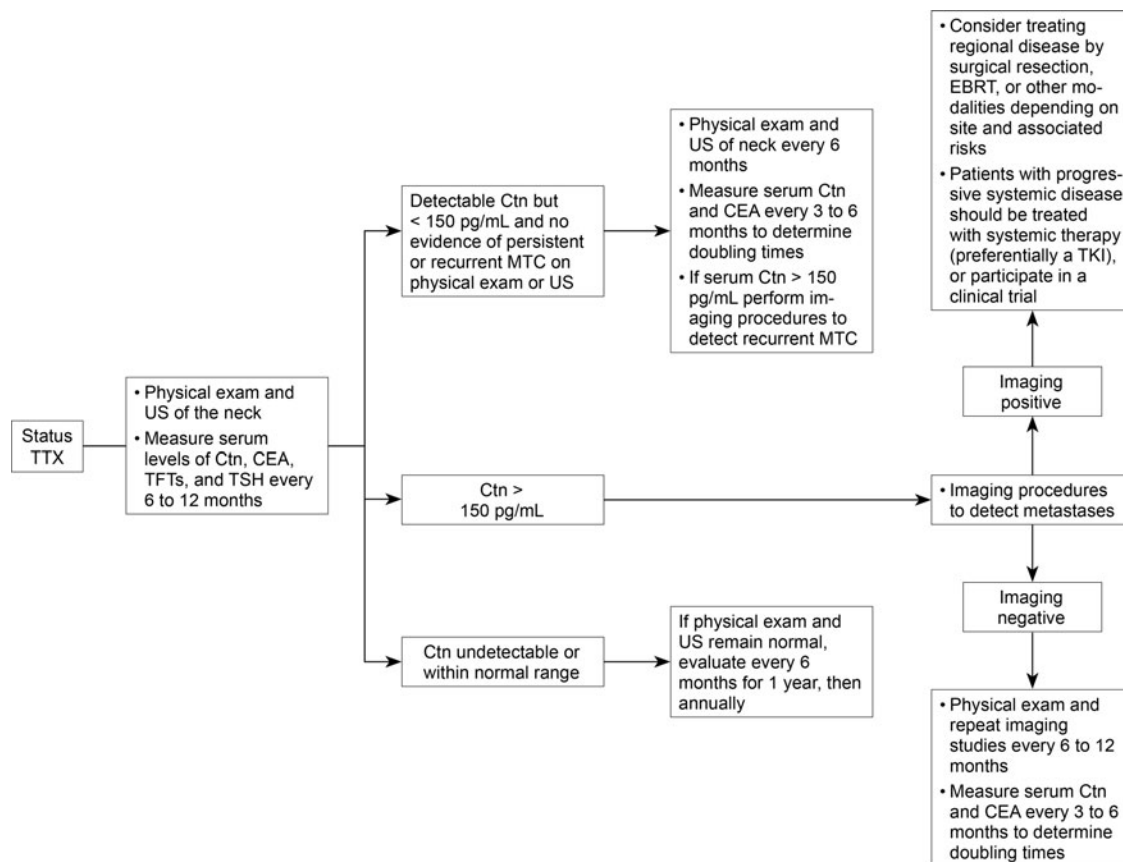 Status
TTX
• Physical exam and
US of the neck
• Measure serum
levels of Ctn, CEA,
TFTs, and TSH every
6 to 12 months
Detectable Ctn but
< 150 pg/mL and no
evidence of persistent
or recurrent MTC on
physical exam or US
• Physical exam and
US of neck every 6
months
• Measure serum Ctn
and CEA every 3 to 6
months to determine
doubling times
• If serum Ctn > 150
pg/mL perform im-
aging procedures to
detect recurrent MTC
Ctn >
150 pg/mL
• Imaging procedures
to detect metastases
Imaging
positive
• Consider treating
regional disease by
surgical resection,
EBRT, or other mo-
dalities depending on
site and associated
risks
• Patients with progres-
sive systemic disease
should be treated
with systemic therapy
(preferentially a TKI),
or participate in a
clinical trial
Imaging
negative
• Physical exam and
repeat imaging
studies every 6 to 12
months
• Measure serum Ctn
and CEA every 3 to 6
months to determine
doubling times
Ctn undetectable or
within normal range
If physical exam and
US remain normal,
evaluate every 6
months for 1 year, then
annually